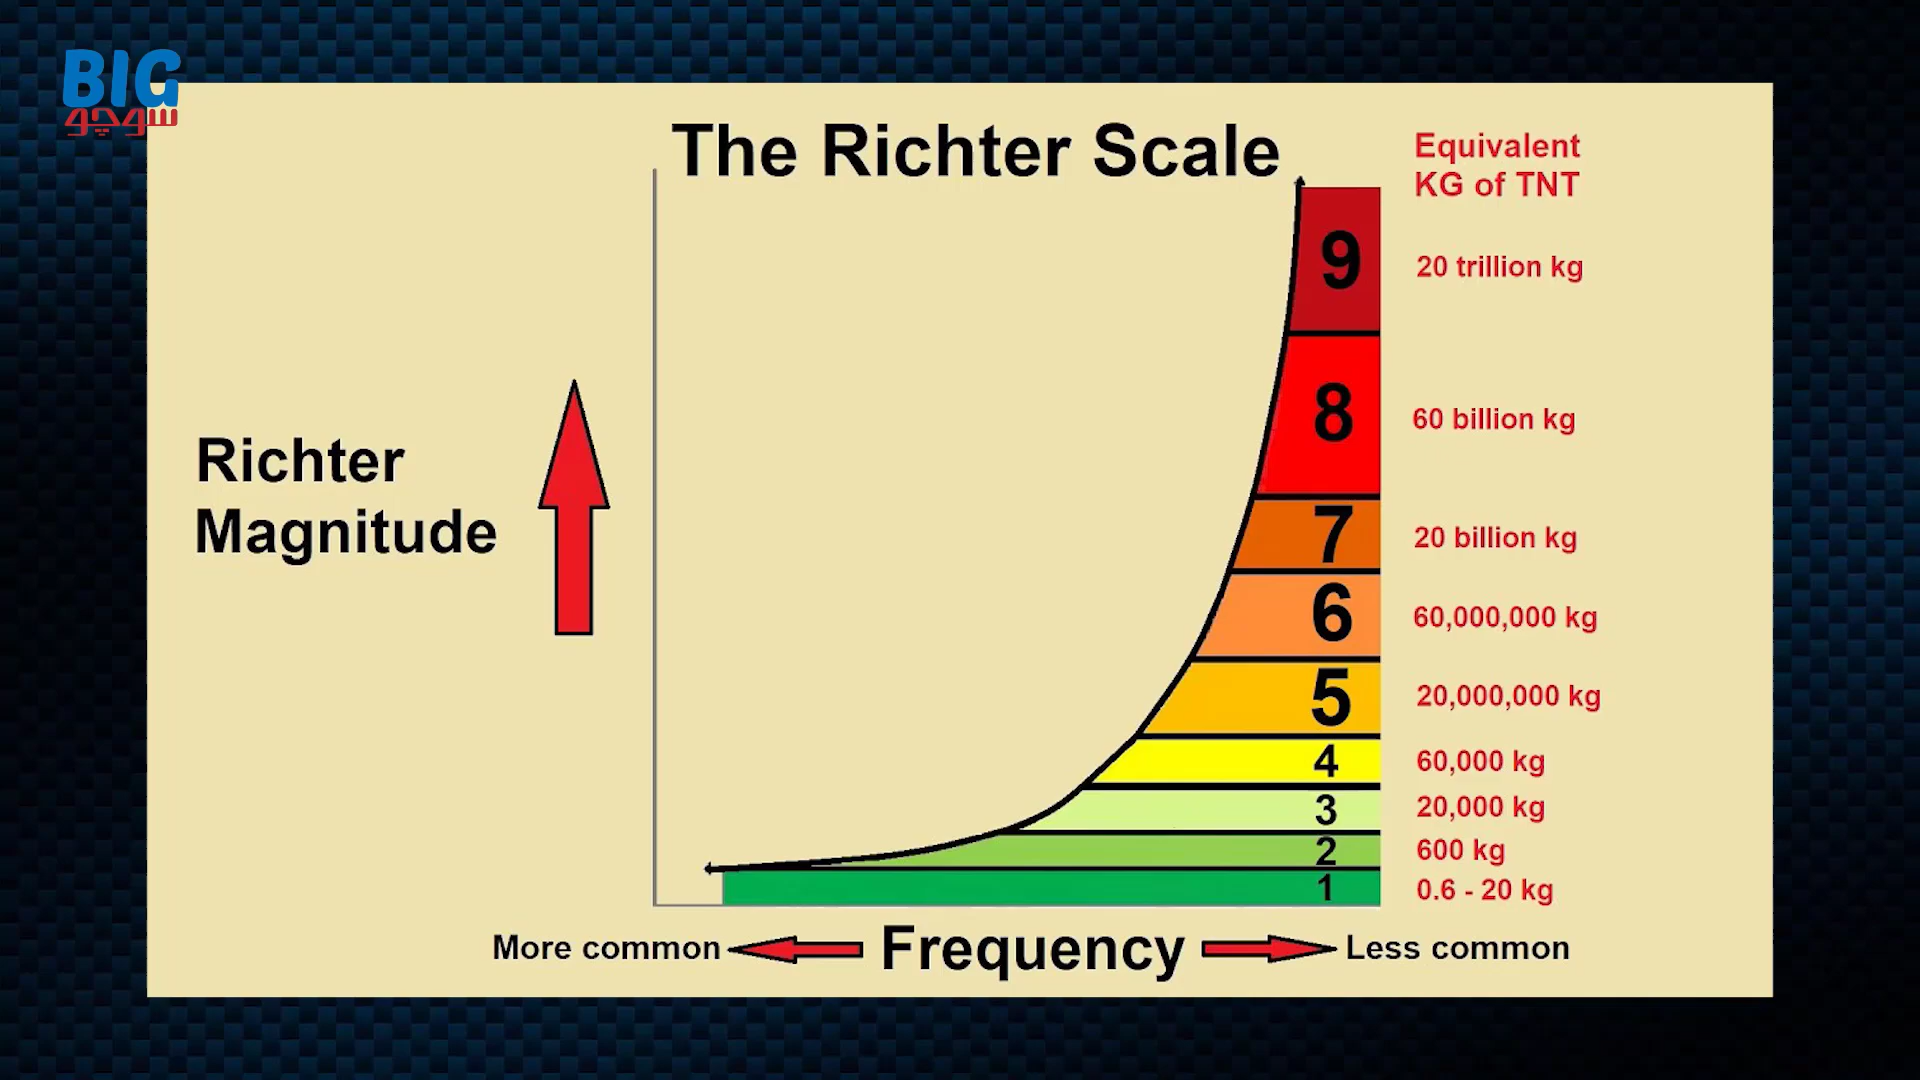 BIG
سوچو
The Richter Scale
Equivalent
KG of TNT
9
20 trillion kg
8
60 billion kg
7
20 billion kg
6
60,000,000 kg
5
20,000,000 kg
4
60,000 kg
3
20,000 kg
2
600 kg
1
0.6 - 20 kg
Richter
Magnitude
More common
Frequency
Less common